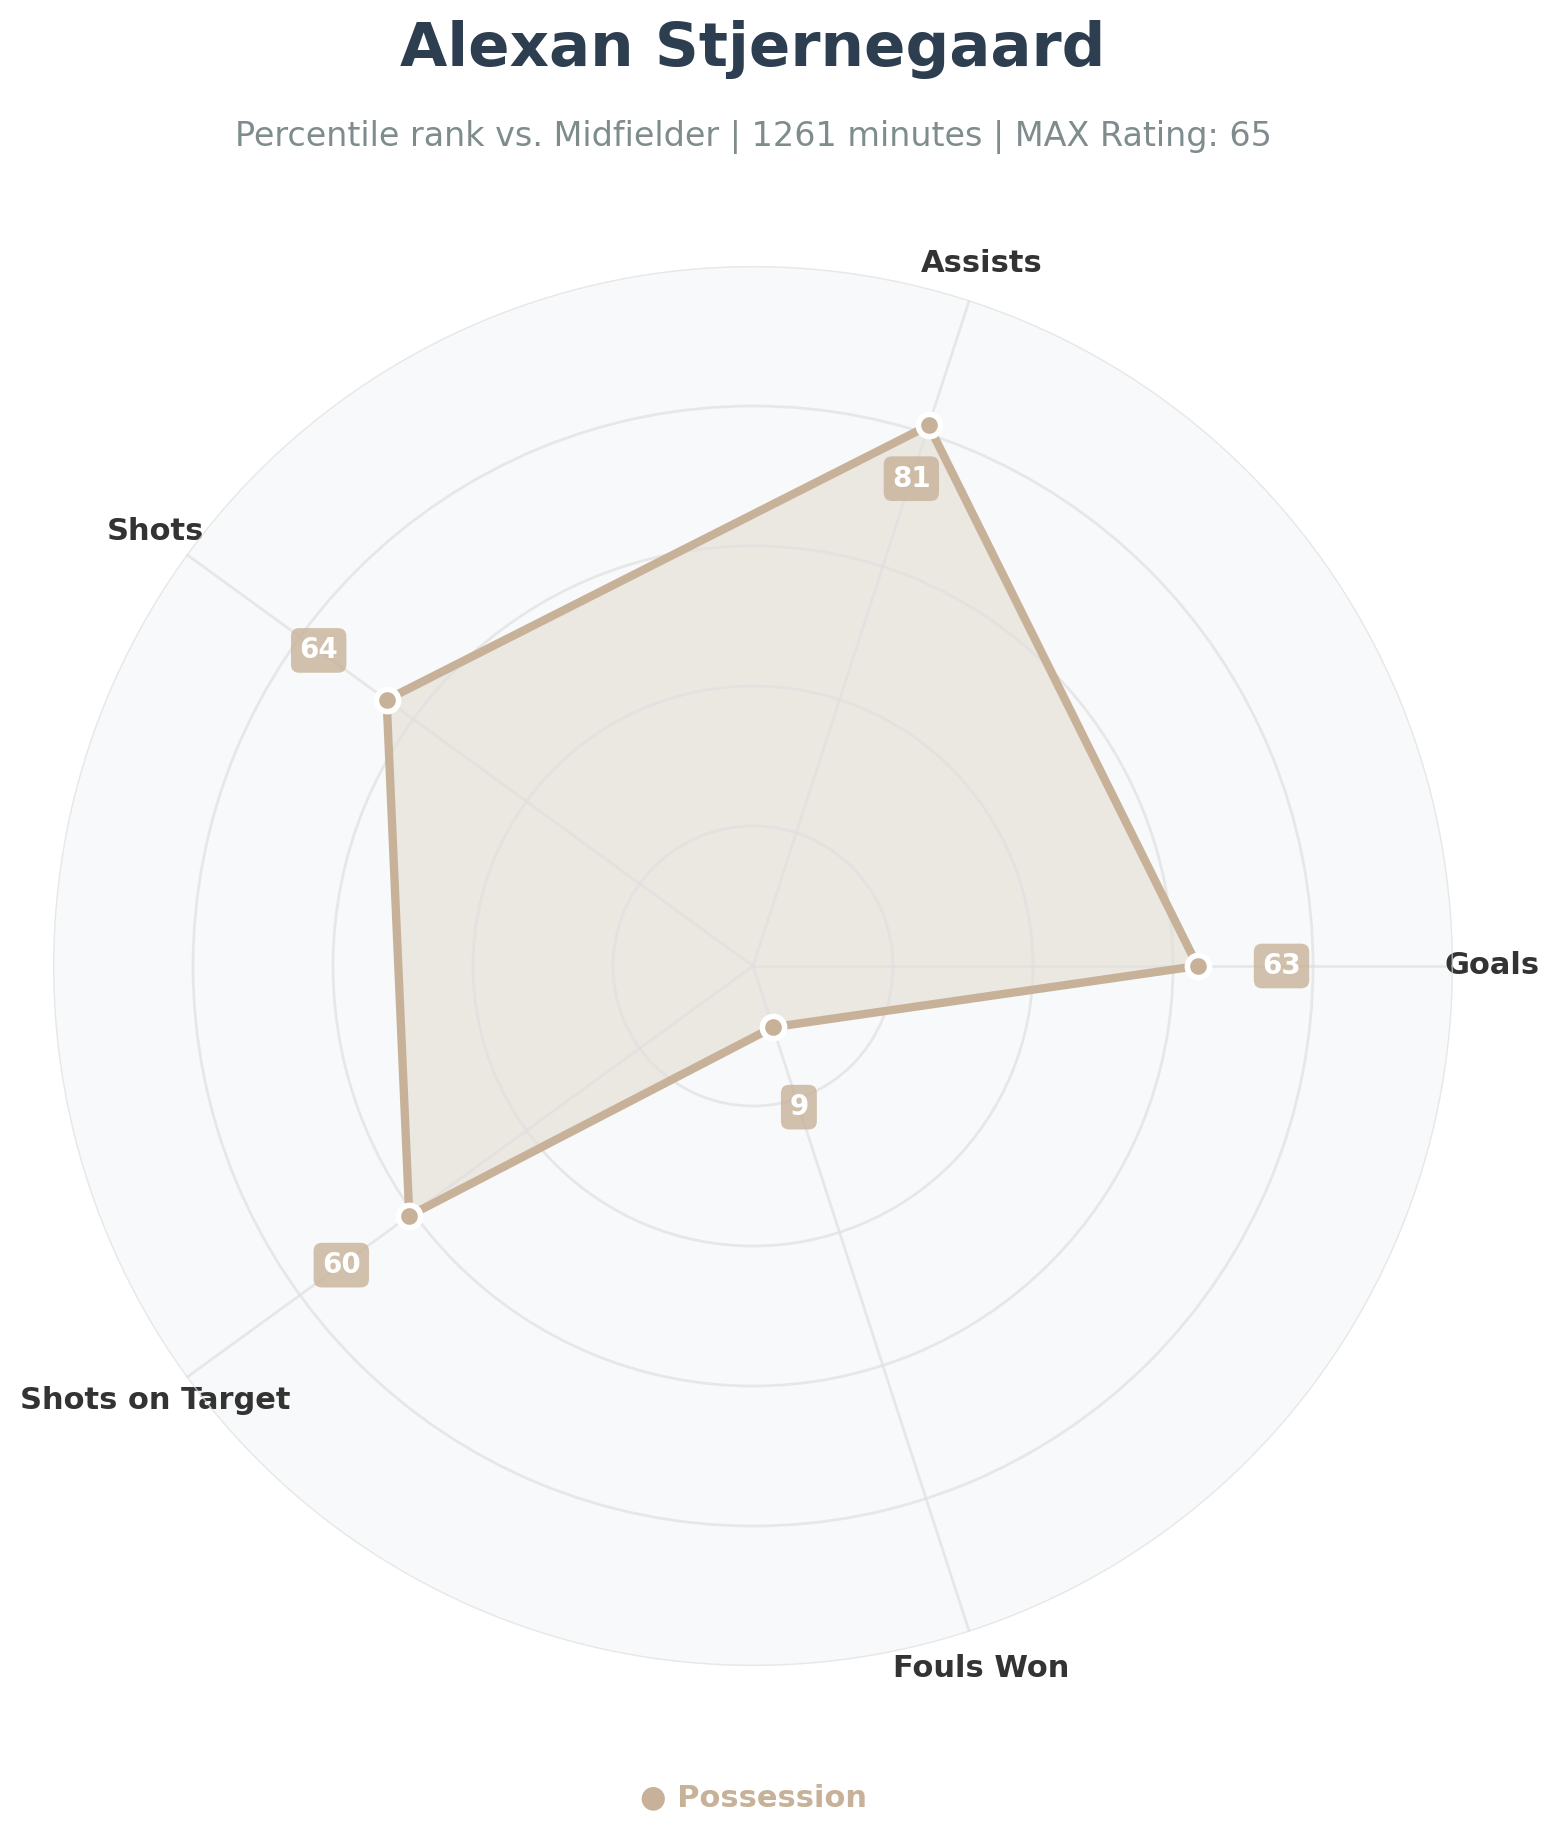 Alexan Stjernegaard
Percentile rank vs. Midfielder | 1261 minutes | MAX Rating: 65
Assists
81
Shots
64
Goals
63
9
60
Shots on Target
Fouls Won
Possession